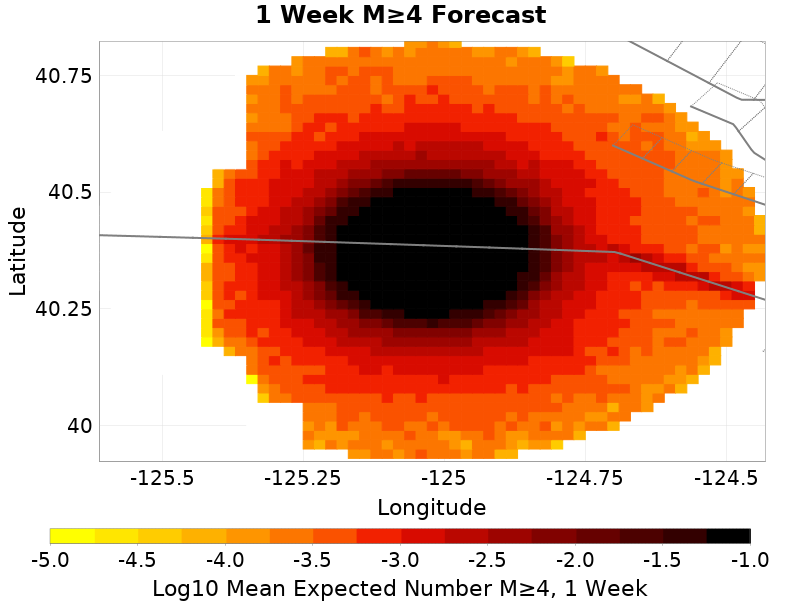 1 Week M≥4 Forecast
40.75
40.5
40.25
40
Latitude
-125.5 -125.25 -125 -124.75 -124.5
Longitude
-5.0 -4.5 -4.0 -3.5 -3.0 -2.5 -2.0 -1.5 -1.0
Log10 Mean Expected Number M≥4, 1 Week